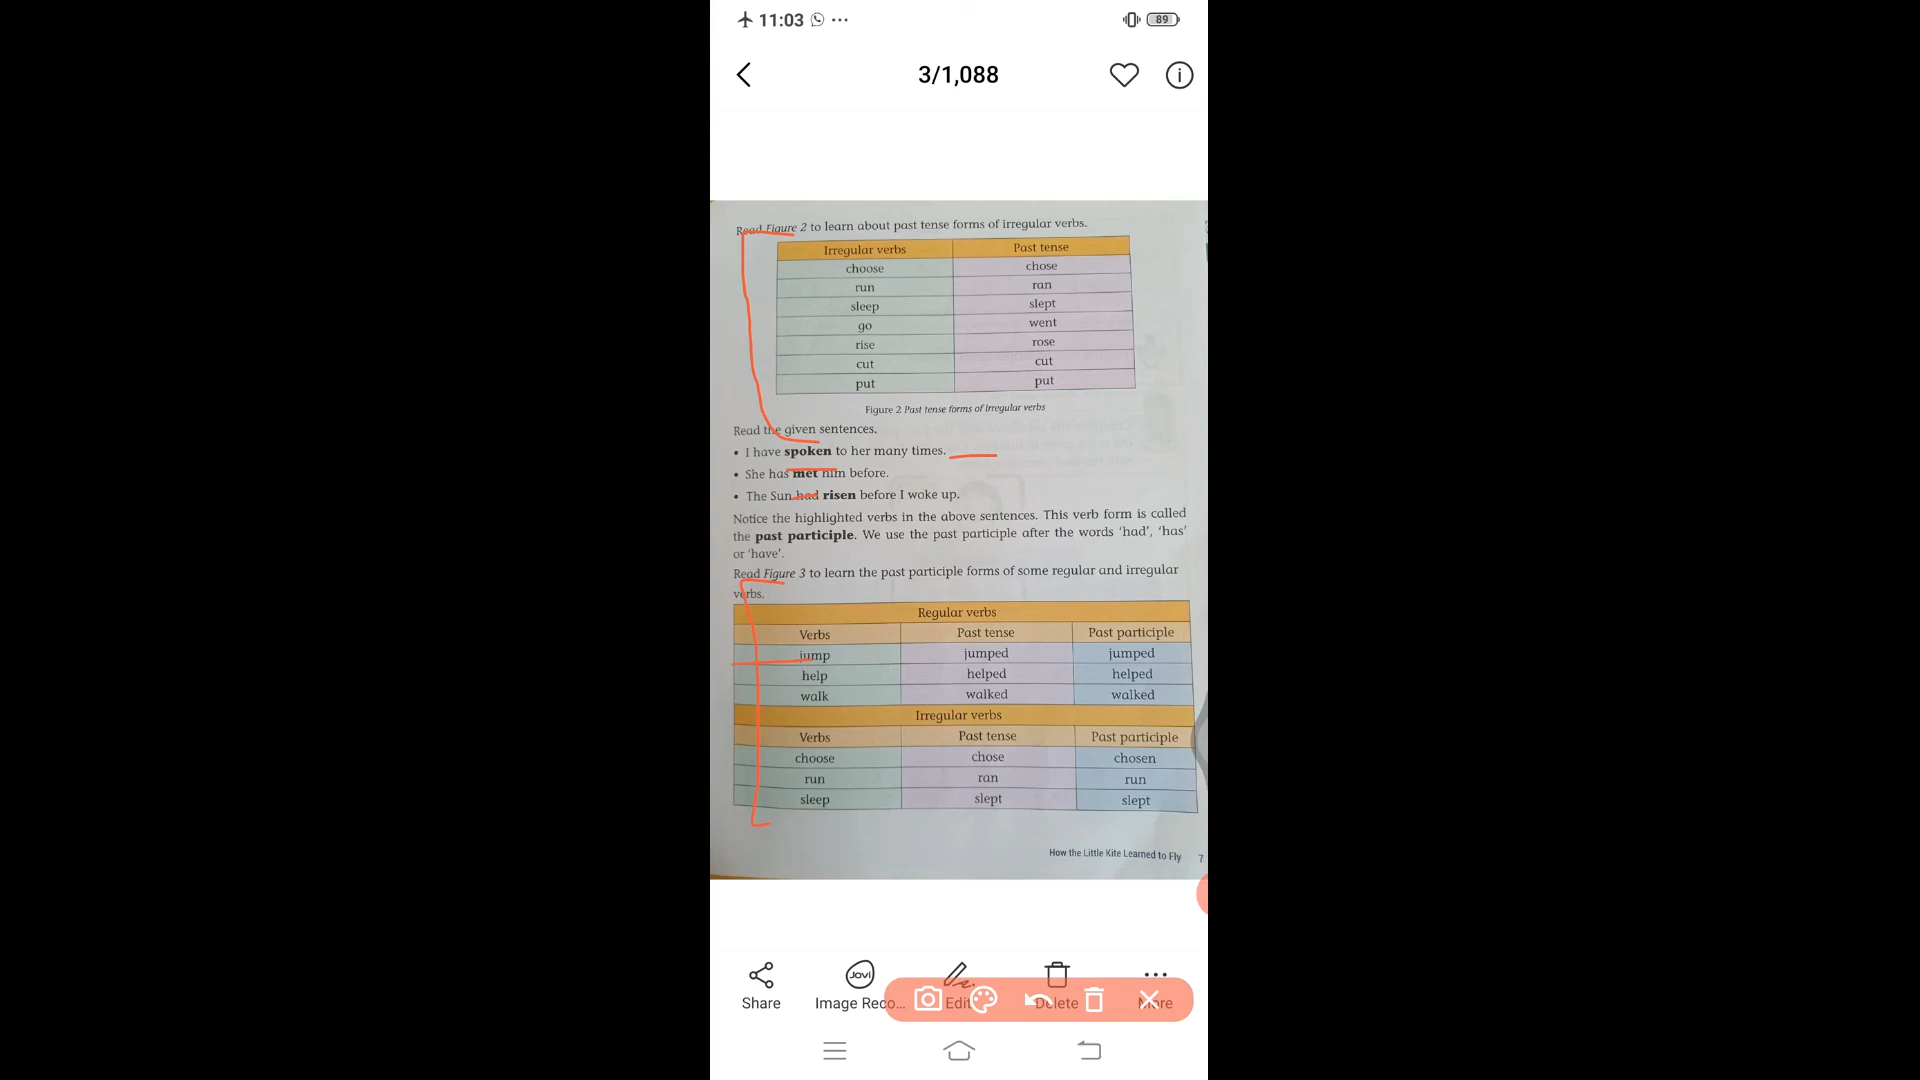 11:03
89
3/1,088
Read Figure 2 to learn about past tense forms of irregular verbs.
Irregular verbs Past tense
choose chose
run ran
sleep slept
go went
rise rose
cut cut
put put
Figure 2 Past tense forms of Irregular verbs
Read the given sentences.
• I have spoken to her many times.
• She has met him before.
• The Sun had risen before I woke up.
Notice the highlighted verbs in the above sentences. This verb form is called
the past participle. We use the past participle after the words ‘had’, ‘has’
or ‘have’.
Read Figure 3 to learn the past participle forms of some regular and irregular
verbs.
Regular verbs
Verbs Past tense Past participle
jump jumped jumped
help helped helped
walk walked walked
Irregular verbs
Verbs Past tense Past participle
choose chose chosen
run ran run
sleep slept slept
How the Little Kite Learned to Fly 7
Jovi
Share Image Reco... Edit Delete More